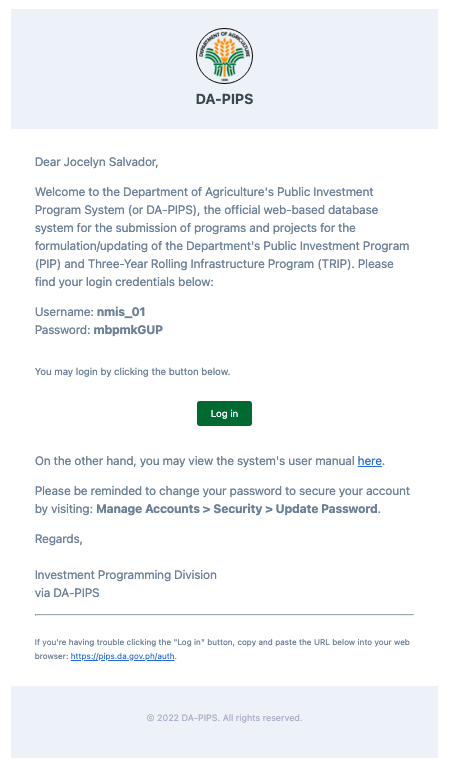 DEPARTMENT OF AGRICULTURE
DA-PIPS
Dear Jocelyn Salvador,
Welcome to the Department of Agriculture's Public Investment
Program System (or DA-PIPS), the official web-based database
system for the submission of programs and projects for the
formulation/updating of the Department's Public Investment Program
(PIP) and Three-Year Rolling Infrastructure Program (TRIP). Please
find your login credentials below:
Username: nmis_01
Password: mbpmkGUP
You may login by clicking the button below.
Log in
On the other hand, you may view the system's user manual here.
Please be reminded to change your password to secure your account
by visiting: Manage Accounts > Security > Update Password.
Regards,
Investment Programming Division
via DA-PIPS
If you're having trouble clicking the "Log in" button, copy and paste the URL below into your web
browser: https://pips.da.gov.ph/auth.
© 2022 DA-PIPS. All rights reserved.